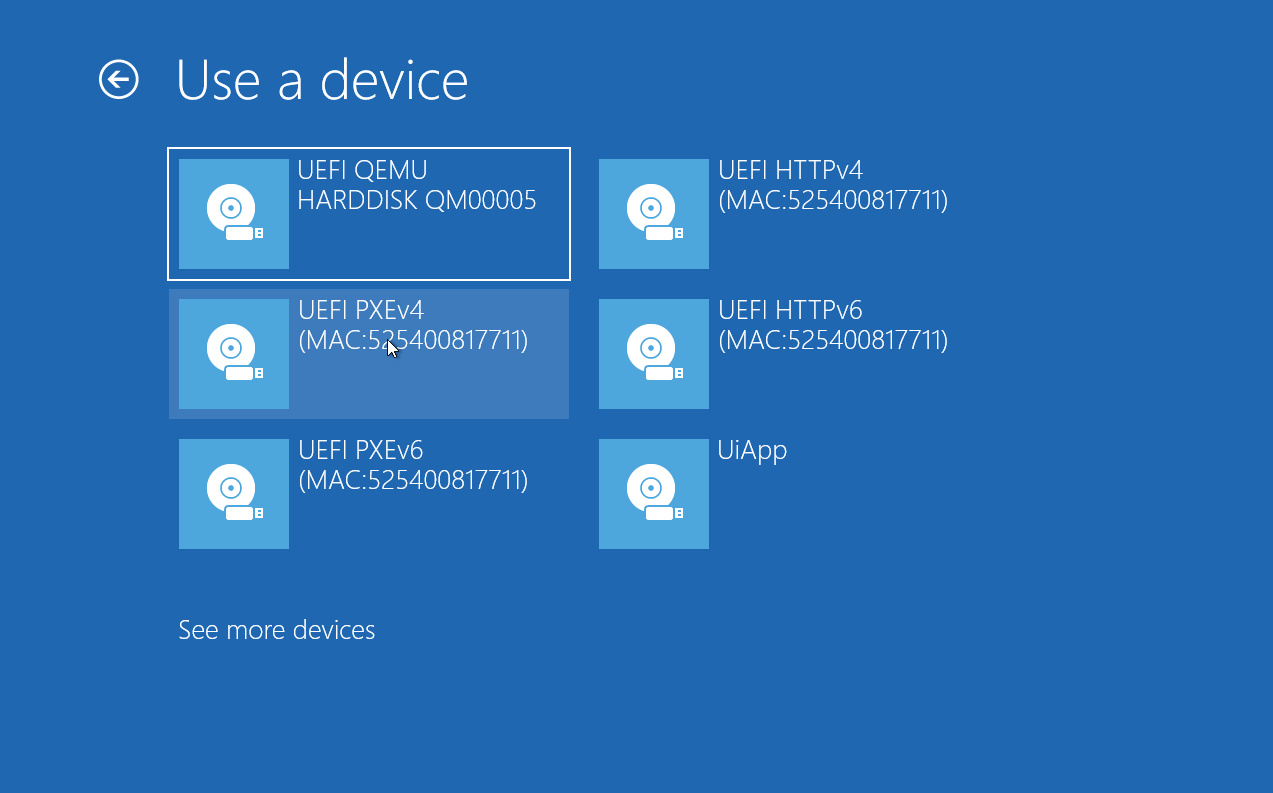 Use a device
UEFI QEMU
HARDDISK QM00005
UEFI PXEv4
(MAC:525400817711)
UEFI PXEv6
(MAC:525400817711)
UEFI HTTPv4
(MAC:525400817711)
UEFI HTTPv6
(MAC:525400817711)
UiApp
See more devices